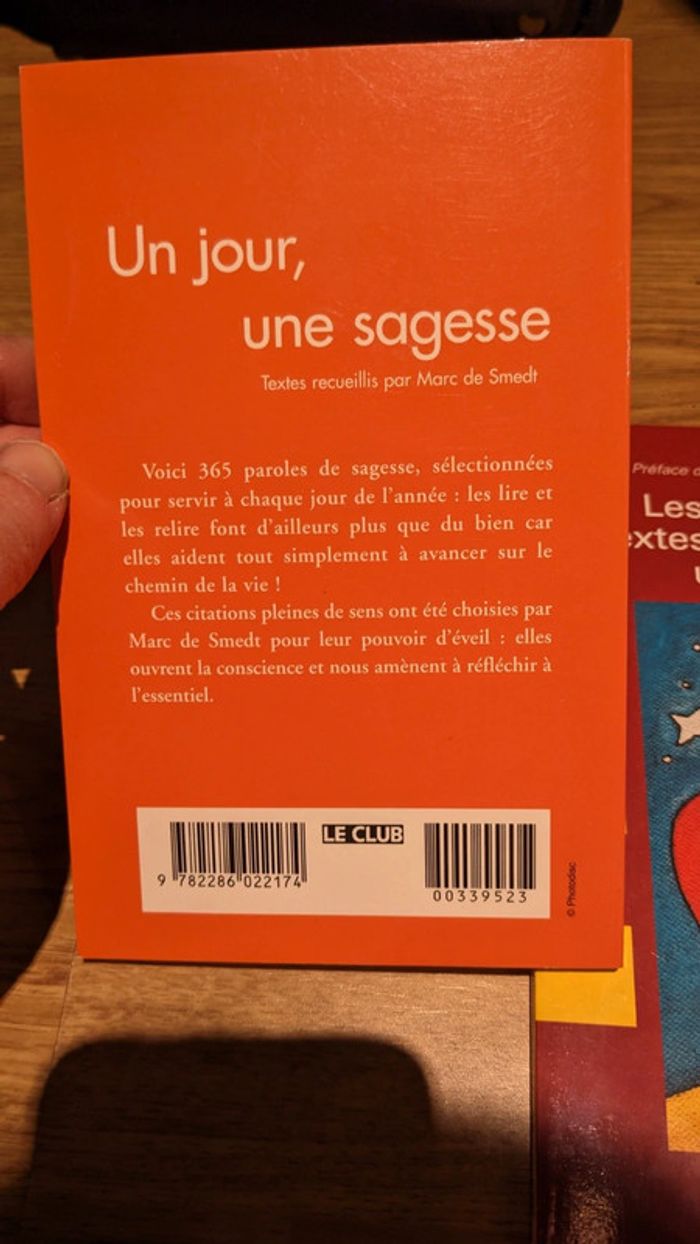 Un jour,
une sagesse
Textes recueillis par Marc de Smedt
Voici 365 paroles de sagesse, sélectionnées
pour servir à chaque jour de l'année : les lire et
les relire font d'ailleurs plus que du bien car
elles aident tout simplement à avancer sur le
chemin de la vie !
Ces citations pleines de sens ont été choisies par
Marc de Smedt pour leur pouvoir d'éveil : elles
ouvrent la conscience et nous amènent à réfléchir à
l'essentiel.
LE CLUB
9 782286 022174
00339523
© Photodisc
Préface
Les